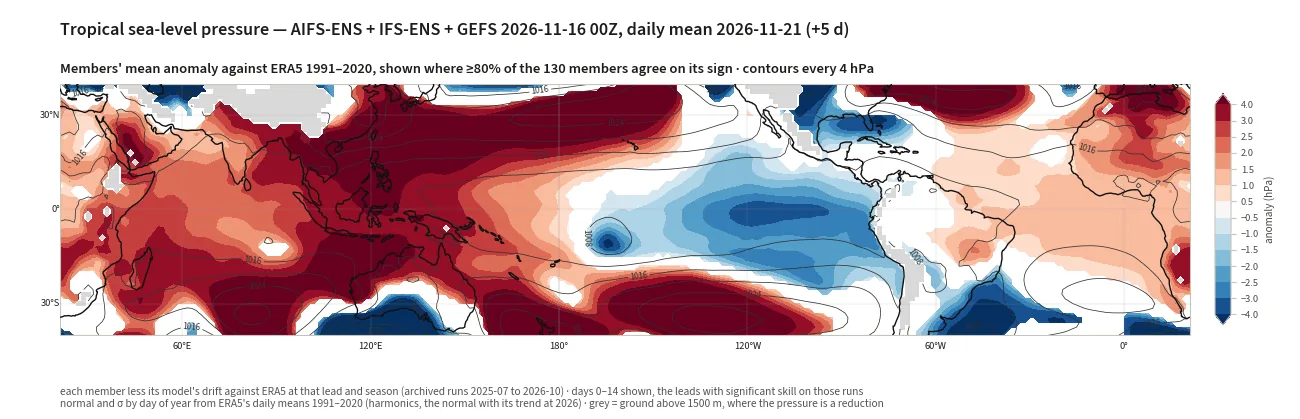 Tropical sea-level pressure — AIFS-ENS + IFS-ENS + GEFS 2026-11-16 00Z, daily mean 2026-11-21 (+5 d)
Members' mean anomaly against ERA5 1991–2020, shown where ≥80% of the 130 members agree on its sign · contours every 4 hPa
30°N
0°
30°S
60°E
120°E
180°
120°W
60°W
0°
1016
1016
1016
1016
1016
1016
1008
1008
1016
4.0
3.0
2.5
2.0
1.5
1.0
0.5
−0.5
−1.0
−1.5
−2.0
−2.5
−3.0
−4.0
anomaly (hPa)
each member less its model's drift against ERA5 at that lead and season (archived runs 2025-07 to 2026-10) · days 0–14 shown, the leads with significant skill on those runs
normal and σ by day of year from ERA5's daily means 1991–2020 (harmonics, the normal with its trend at 2026) · grey = ground above 1500 m, where the pressure is a reduction